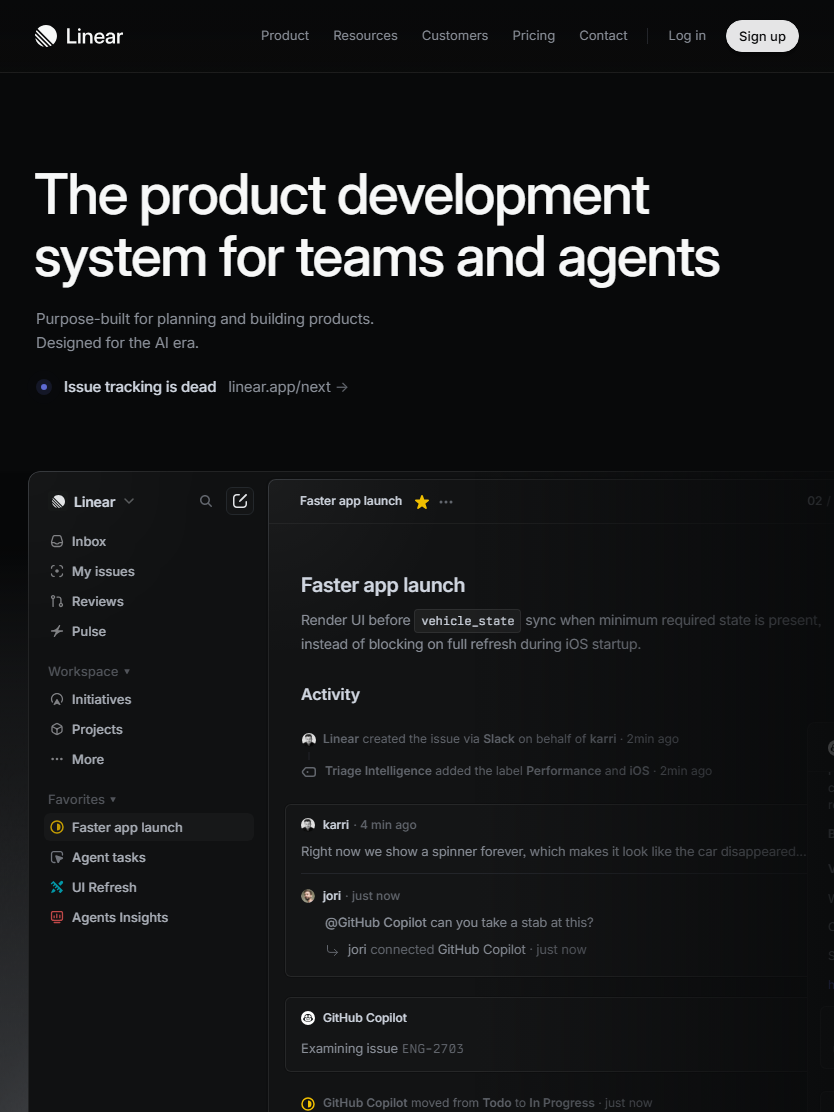 Linear
Product Resources Customers Pricing Contact Log in Sign up
The product development
system for teams and agents
Purpose-built for planning and building products.
Designed for the AI era.
Issue tracking is dead linear.app/next →
Linear
Inbox
My issues
Reviews
Pulse
Workspace
Initiatives
Projects
More
Favorites
Faster app launch
Agent tasks
UI Refresh
Agents Insights
Faster app launch
02 /
Faster app launch
Render UI before vehicle_state sync when minimum required state is present,
instead of blocking on full refresh during iOS startup.
Activity
Linear created the issue via Slack on behalf of karri · 2min ago
Triage Intelligence added the label Performance and iOS · 2min ago
karri · 4 min ago
Right now we show a spinner forever, which makes it look like the car disappeared...
jori · just now
@GitHub Copilot can you take a stab at this?
jori connected GitHub Copilot · just now
GitHub Copilot
Examining issue ENG-2703
GitHub Copilot moved from Todo to In Progress · just now